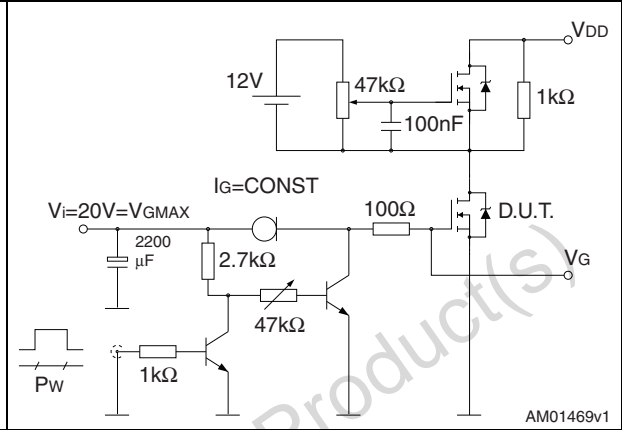 VDD
12V
47kΩ
1kΩ
100nF
IG=CONST
Vi=20V=VGMAX
100Ω
D.U.T.
2200
μF
2.7kΩ
VG
47kΩ
1kΩ
PW
Product(s)
AM01469v1